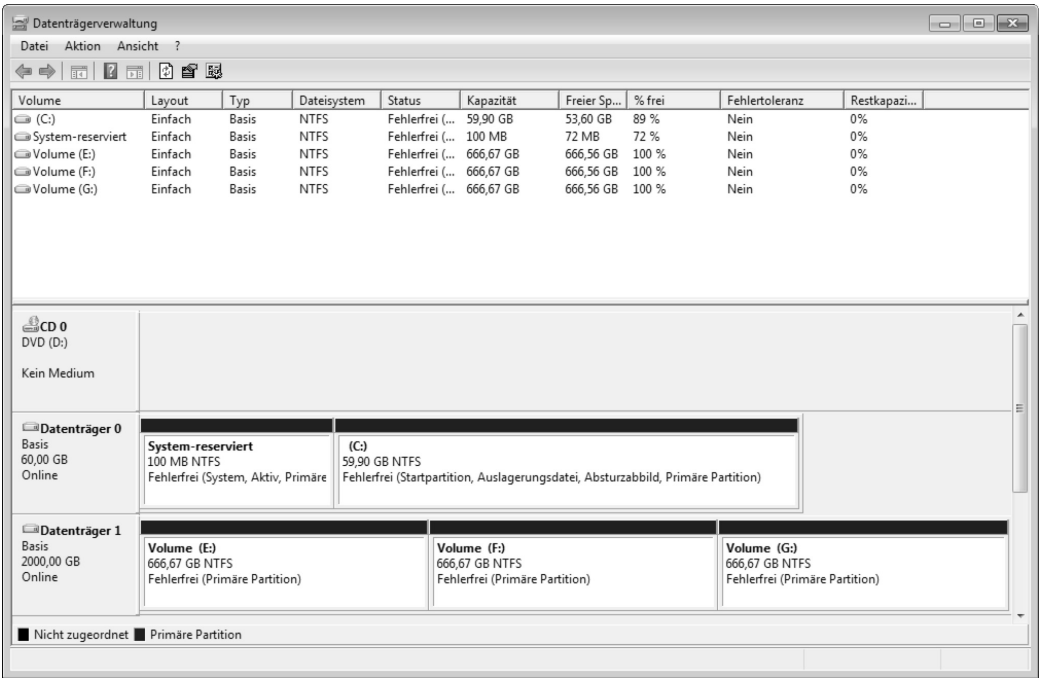 Datenträgerverwaltung
Datei Aktion Ansicht ?
Volume Layout Typ Dateisystem Status Kapazität Freier Sp... % frei Fehlertoleranz Restkapazi...
(C:) Einfach Basis NTFS Fehlerfrei (... 59,90 GB 53,60 GB 89 % Nein 0%
System-reserviert Einfach Basis NTFS Fehlerfrei (... 100 MB 72 MB 72 % Nein 0%
Volume (E:) Einfach Basis NTFS Fehlerfrei (... 666,67 GB 666,56 GB 100 % Nein 0%
Volume (F:) Einfach Basis NTFS Fehlerfrei (... 666,67 GB 666,56 GB 100 % Nein 0%
Volume (G:) Einfach Basis NTFS Fehlerfrei (... 666,67 GB 666,56 GB 100 % Nein 0%
CD 0
DVD (D:)
Kein Medium
Datenträger 0
Basis
60,00 GB
Online
System-reserviert
100 MB NTFS
Fehlerfrei (System, Aktiv, Primäre
(C:)
59,90 GB NTFS
Fehlerfrei (Startpartition, Auslagerungsdatei, Absturzabbild, Primäre Partition)
Datenträger 1
Basis
2000,00 GB
Online
Volume (E:)
666,67 GB NTFS
Fehlerfrei (Primäre Partition)
Volume (F:)
666,67 GB NTFS
Fehlerfrei (Primäre Partition)
Volume (G:)
666,67 GB NTFS
Fehlerfrei (Primäre Partition)
Nicht zugeordnet Primäre Partition